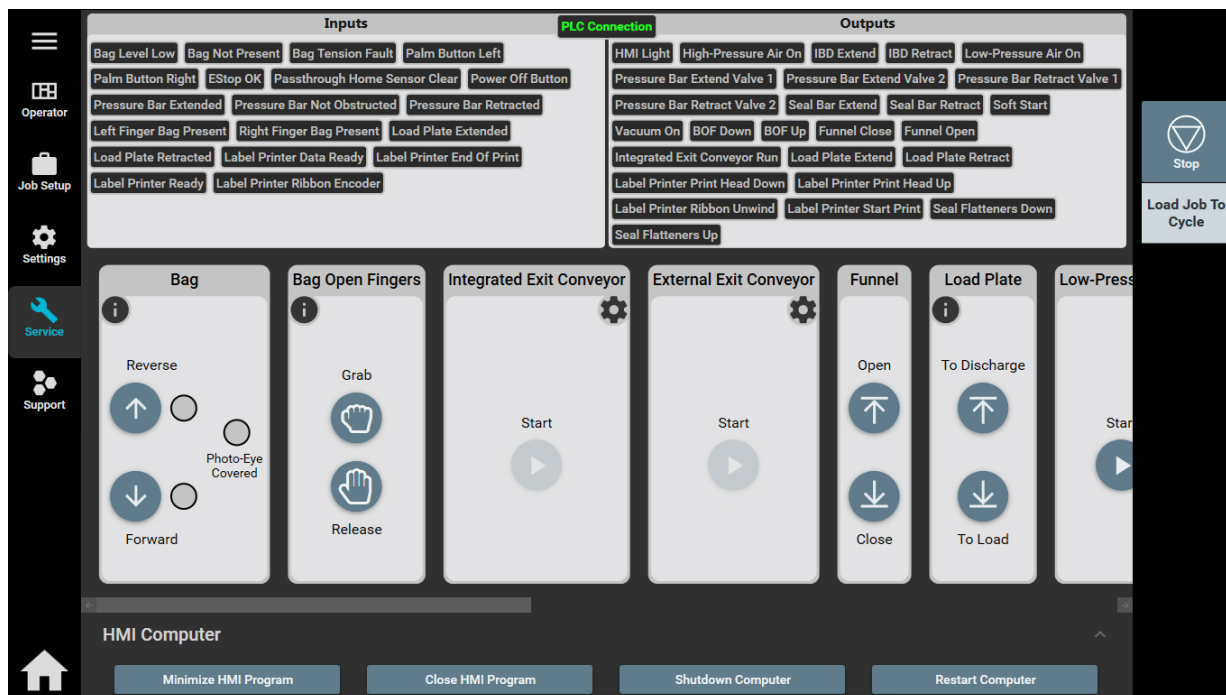 Inputs
PLC Connection
Outputs
Bag Level Low Bag Not Present Bag Tension Fault Palm Button Left
Palm Button Right EStop OK Passthrough Home Sensor Clear Power Off Button
Pressure Bar Extended Pressure Bar Not Obstructed Pressure Bar Retracted
Left Finger Bag Present Right Finger Bag Present Load Plate Extended
Load Plate Retracted Label Printer Data Ready Label Printer End Of Print
Label Printer Ready Label Printer Ribbon Encoder
HMI Light High-Pressure Air On IBD Extend IBD Retract Low-Pressure Air On
Pressure Bar Extend Valve 1 Pressure Bar Extend Valve 2 Pressure Bar Retract Valve 1
Pressure Bar Retract Valve 2 Seal Bar Extend Seal Bar Retract Soft Start
Vacuum On BOF Down BOF Up Funnel Close Funnel Open
Integrated Exit Conveyor Run Load Plate Extend Load Plate Retract
Label Printer Print Head Down Label Printer Print Head Up
Label Printer Ribbon Unwind Label Printer Start Print Seal Flatteners Down
Seal Flatteners Up
Operator
Job Setup
Settings
Service
Support
Stop
Load Job To
Cycle
Bag
Reverse
Photo-Eye
Covered
Forward
Bag Open Fingers
Grab
Release
Integrated Exit Conveyor
Start
External Exit Conveyor
Start
Funnel
Open
Close
Load Plate
To Discharge
To Load
Low-Press
Star
HMI Computer
Minimize HMI Program
Close HMI Program
Shutdown Computer
Restart Computer